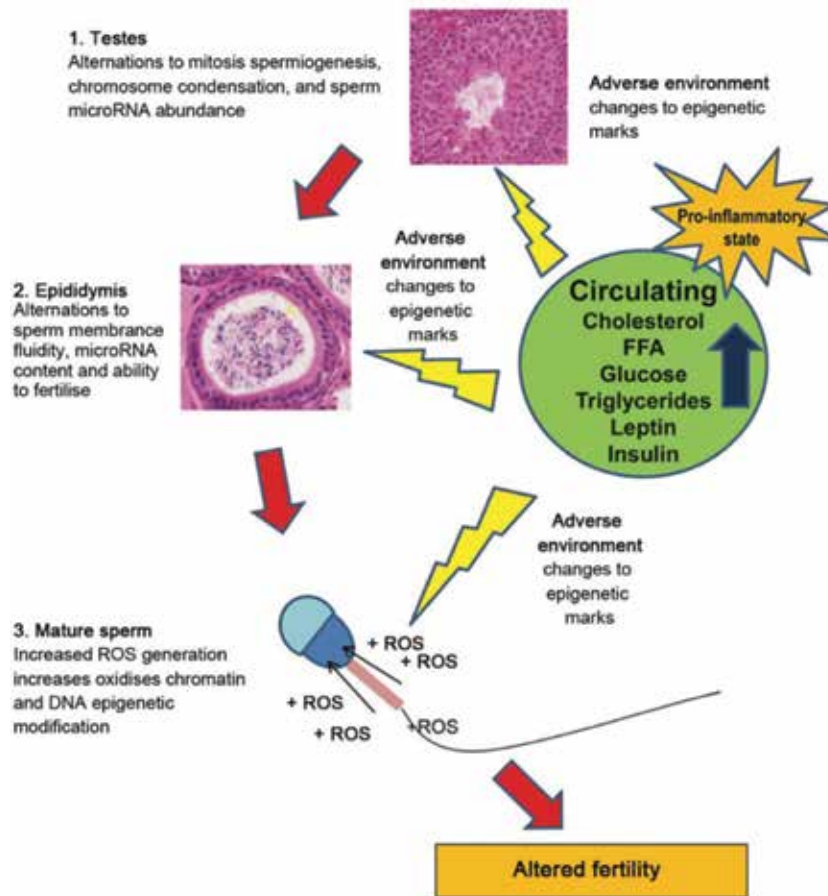 1. Testes
Alternations to mitosis spermiogenesis,
chromosome condensation, and sperm
microRNA abundance
Adverse environment
changes to epigenetic
marks
Pro-inflammatory
state
Adverse
environment
changes to
epigenetic
marks
2. Epididymis
Alternations to
sperm membrance
fluidity, microRNA
content and ability
to fertilise
Circulating
Cholesterol
FFA
Glucose
Triglycerides
Leptin
Insulin
Adverse
environment
changes to
epigenetic
marks
3. Mature sperm
Increased ROS generation
increases oxidises chromatin
and DNA epigenetic
modification
+ ROS
+ ROS
+ ROS
+ROS
+ ROS
Altered fertility